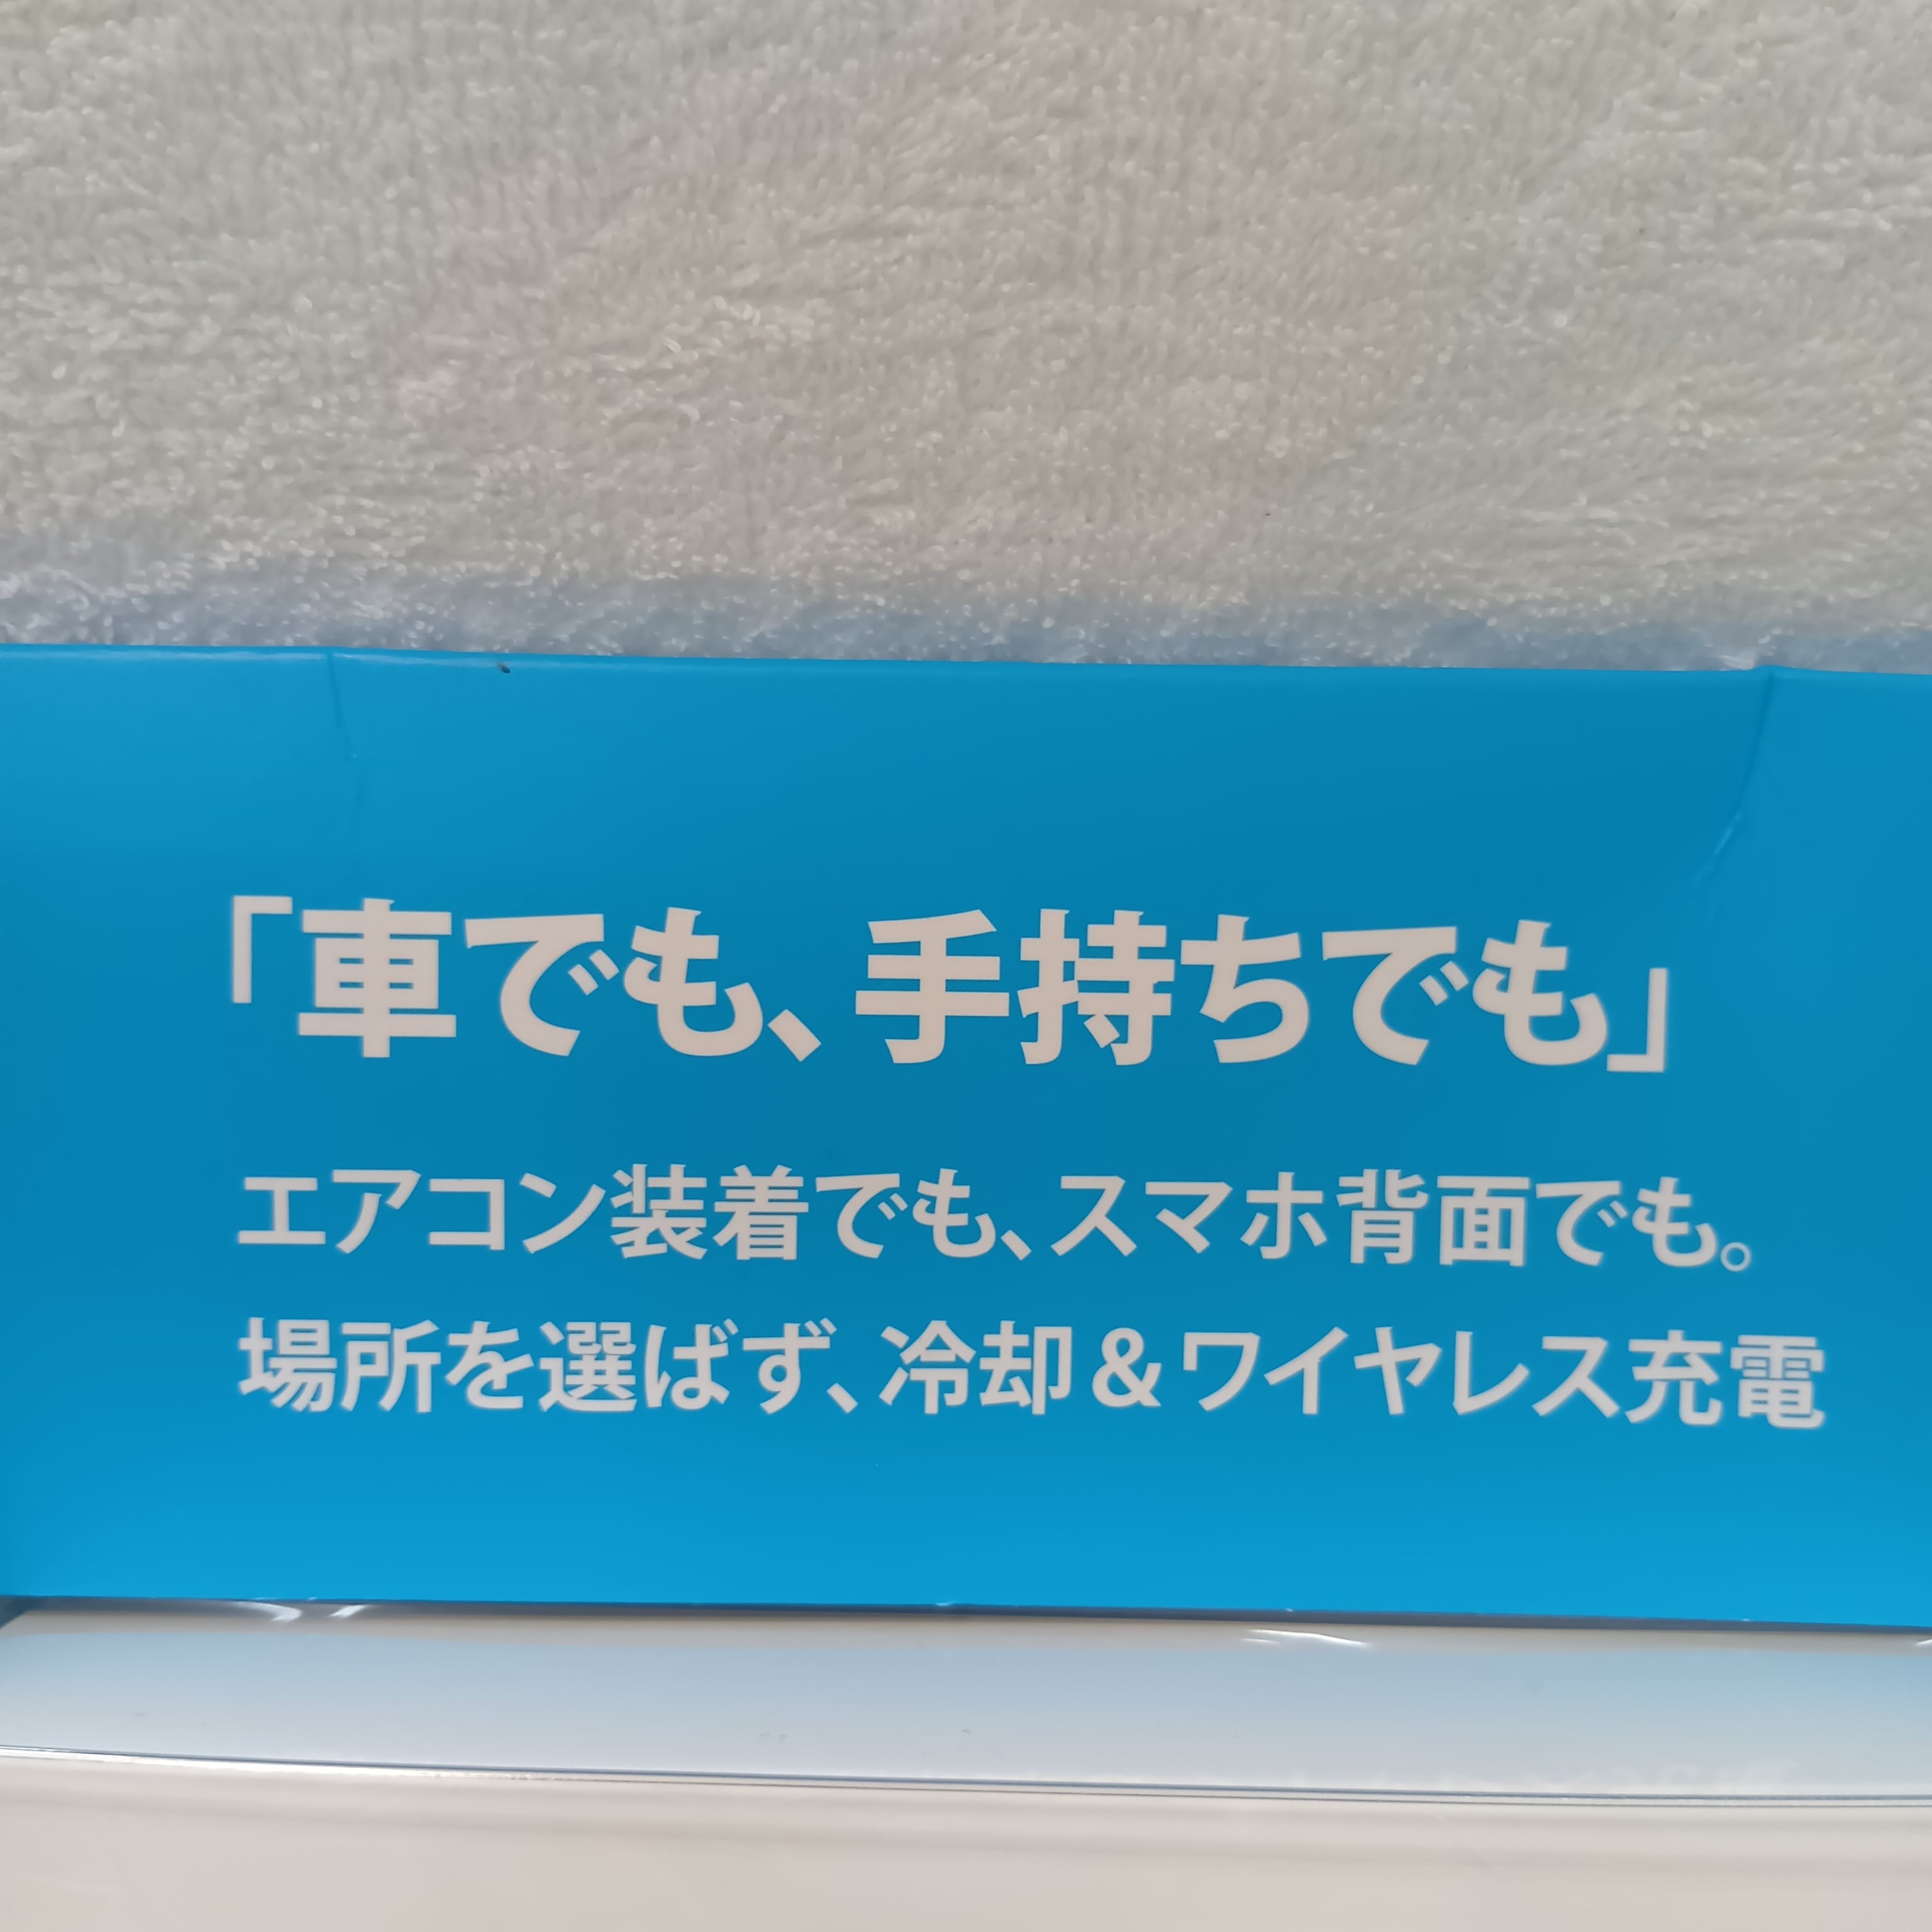 「車でも、手持ちでも」
エアコン装着でも、スマホ背面でも。
場所を選ばず、冷却&ワイヤレス充電